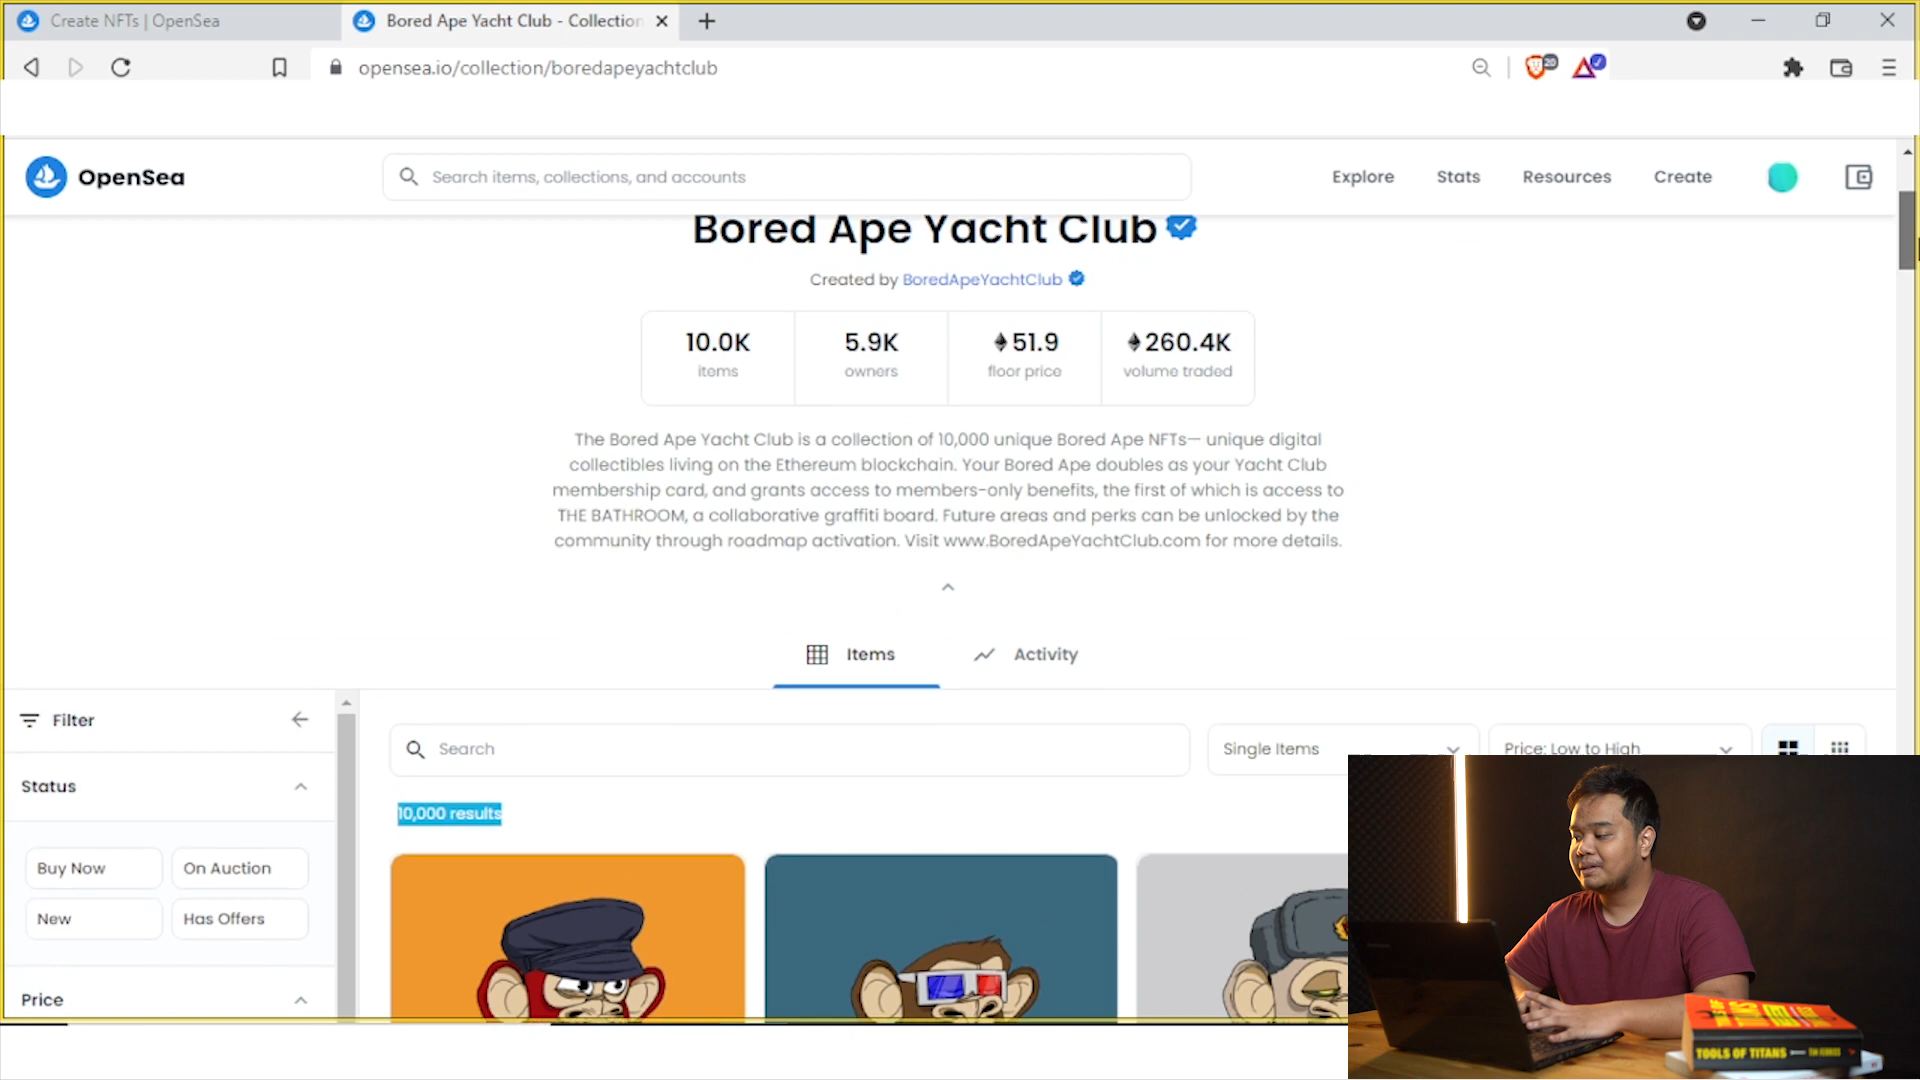 Create NFTs | OpenSea
Bored Ape Yacht Club - Collection
opensea.io/collection/boredapeyachtclub
20
OpenSea
Search items, collections, and accounts
Explore
Stats
Resources
Create
Bored Ape Yacht Club
Created by BoredApeYachtClub
10.0K
5.9K
51.9
260.4K
items
owners
floor price
volume traded
The Bored Ape Yacht Club is a collection of 10,000 unique Bored Ape NFTs— unique digital
collectibles living on the Ethereum blockchain. Your Bored Ape doubles as your Yacht Club
membership card, and grants access to members-only benefits, the first of which is access to
THE BATHROOM, a collaborative graffiti board. Future areas and perks can be unlocked by the
community through roadmap activation. Visit www.BoredApeYachtClub.com for more details.
Items
Activity
Filter
Search
Single Items
Price: Low to High
Status
10,000 results
Buy Now
On Auction
New
Has Offers
Price
TOOLS OF TITANS